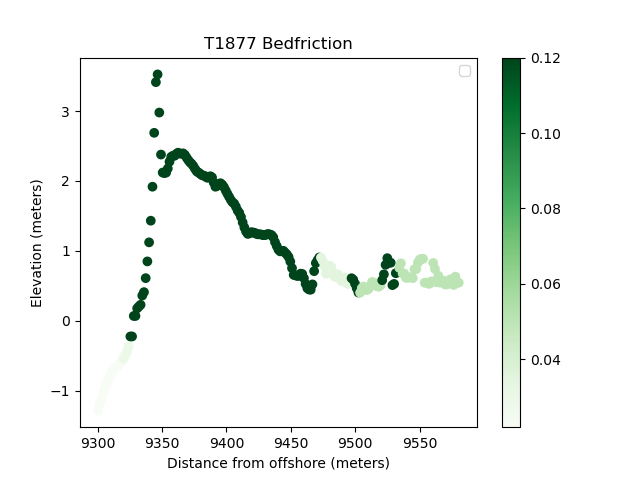 T1877 Bedfriction
Elevation (meters)
3
2
1
0
−1
9300 9350 9400 9450 9500 9550
Distance from offshore (meters)
0.12
0.10
0.08
0.06
0.04